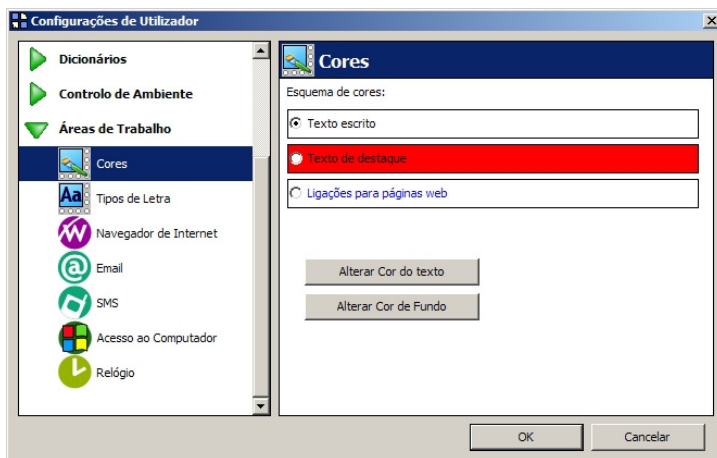 Configurações de Utilizador
Dicionários
Controlo de Ambiente
Áreas de Trabalho
Cores
Aa
Tipos de Letra
Navegador de Internet
@
Email
SMS
Acesso ao Computador
Relógio
Cores
Esquema de cores:
Texto escrito
Texto de destaque
Ligações para páginas web
Alterar Cor do texto
Alterar Cor de Fundo
OK
Cancelar